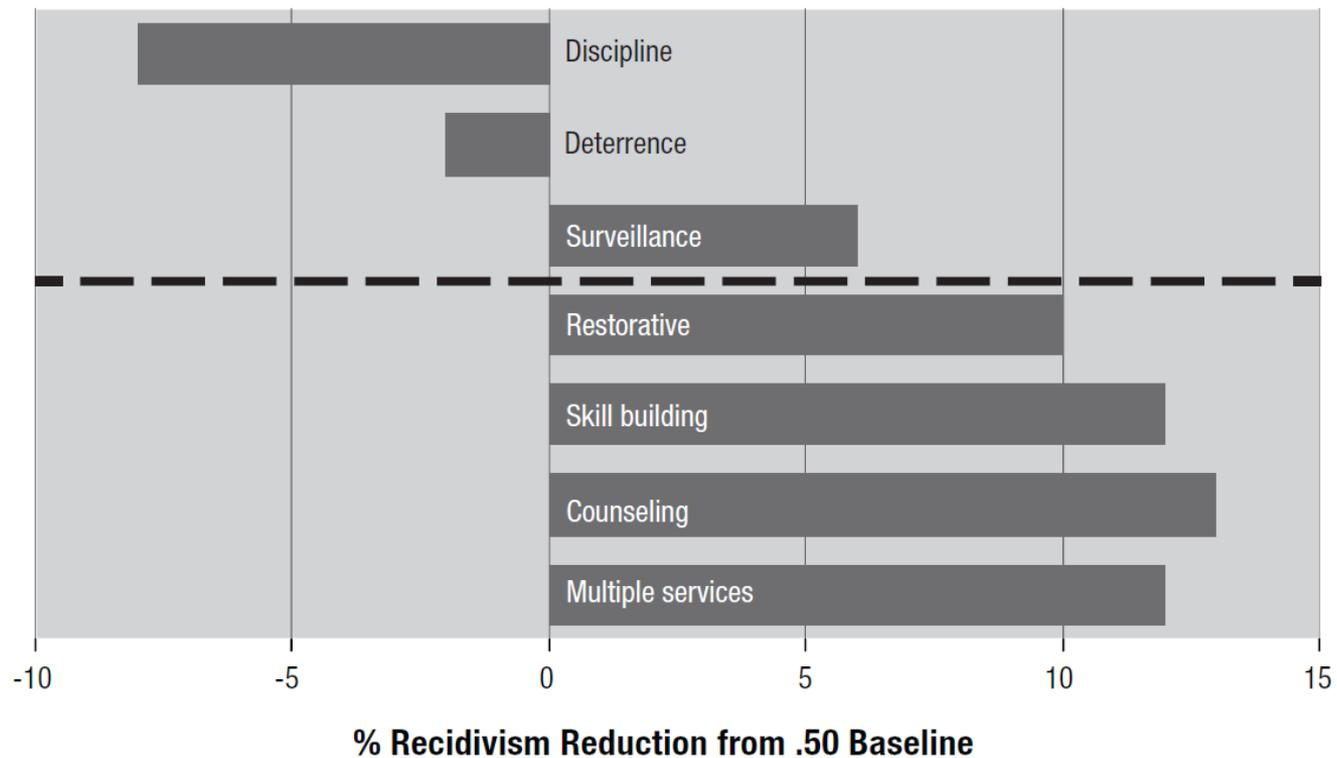 Discipline
Deterrence
Surveillance
Restorative
Skill building
Counseling
Multiple services
-10 -5 0 5 10 15
% Recidivism Reduction from .50 Baseline